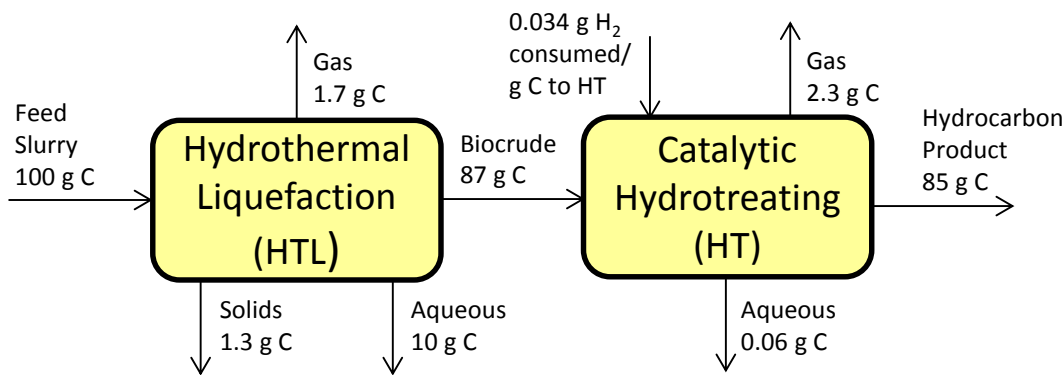 Feed
Slurry
100 g C
Gas
1.7 g C
Hydrothermal
Liquefaction
(HTL)
Solids
1.3 g C
Aqueous
10 g C
Biocrude
87 g C
0.034 g H₂
consumed/
g C to HT
Gas
2.3 g C
Catalytic
Hydrotreating
(HT)
Aqueous
0.06 g C
Hydrocarbon
Product
85 g C